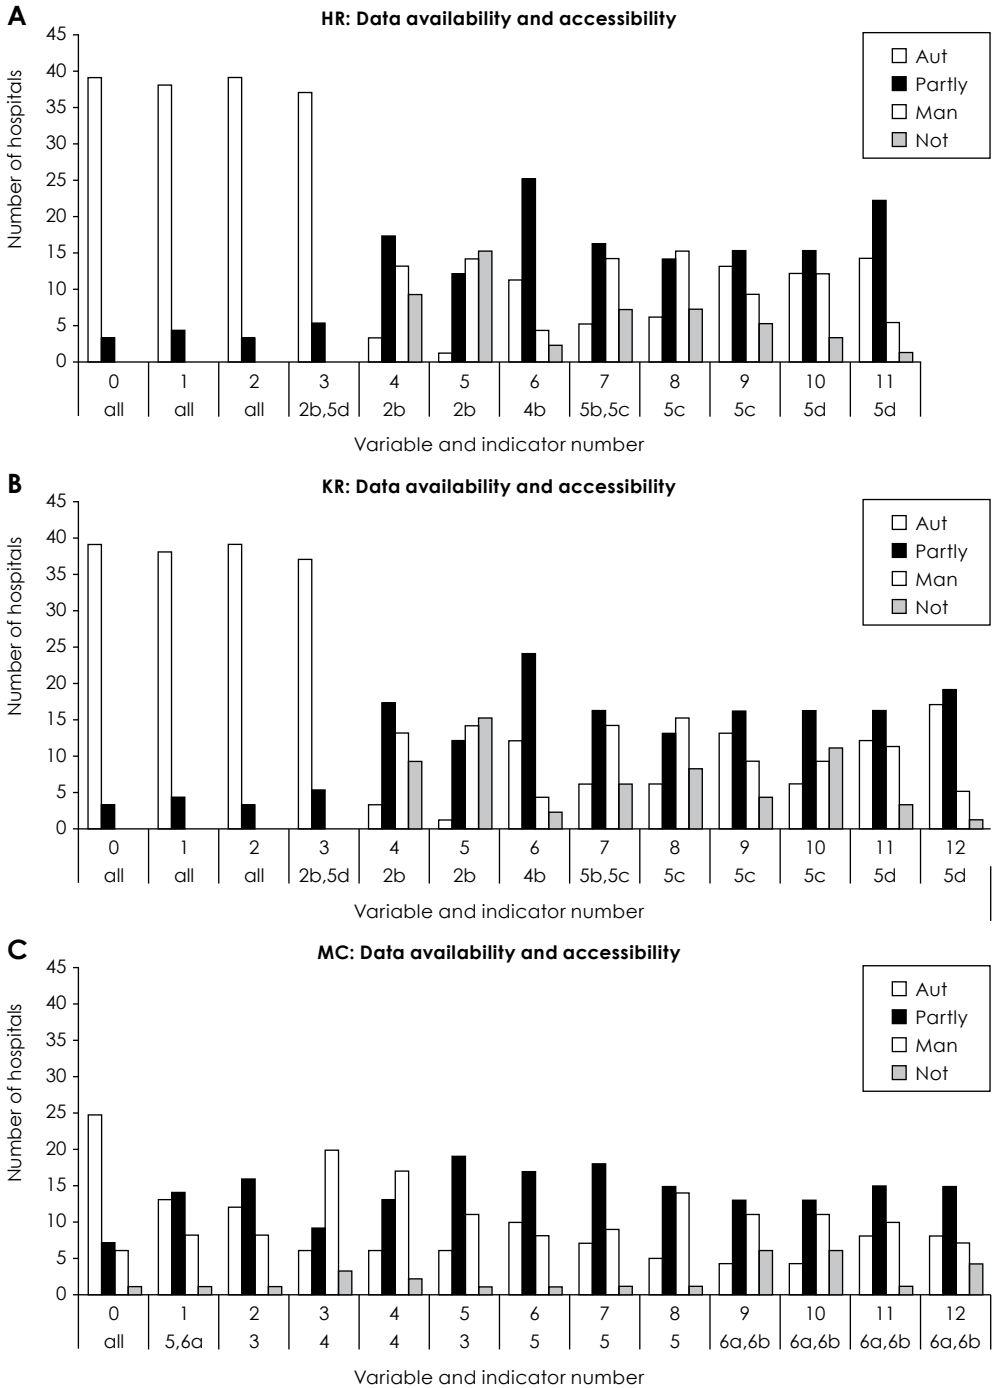 A
HR: Data availability and accessibility
Number of hospitals
45
40
35
30
25
20
15
10
5
0
Aut
Partly
Man
Not
0 1 2 3 4 5 6 7 8 9 10 11
all all all 2b,5d 2b 2b 4b 5b,5c 5c 5c 5d 5d
Variable and indicator number
B
KR: Data availability and accessibility
Number of hospitals
45
40
35
30
25
20
15
10
5
0
Aut
Partly
Man
Not
0 1 2 3 4 5 6 7 8 9 10 11 12
all all all 2b,5d 2b 2b 4b 5b,5c 5c 5c 5c 5d 5d
Variable and indicator number
C
MC: Data availability and accessibility
Number of hospitals
45
40
35
30
25
20
15
10
5
0
Aut
Partly
Man
Not
0 1 2 3 4 5 6 7 8 9 10 11 12
all 5,6a 3 4 4 3 5 5 5 6a,6b 6a,6b 6a,6b 6a,6b
Variable and indicator number